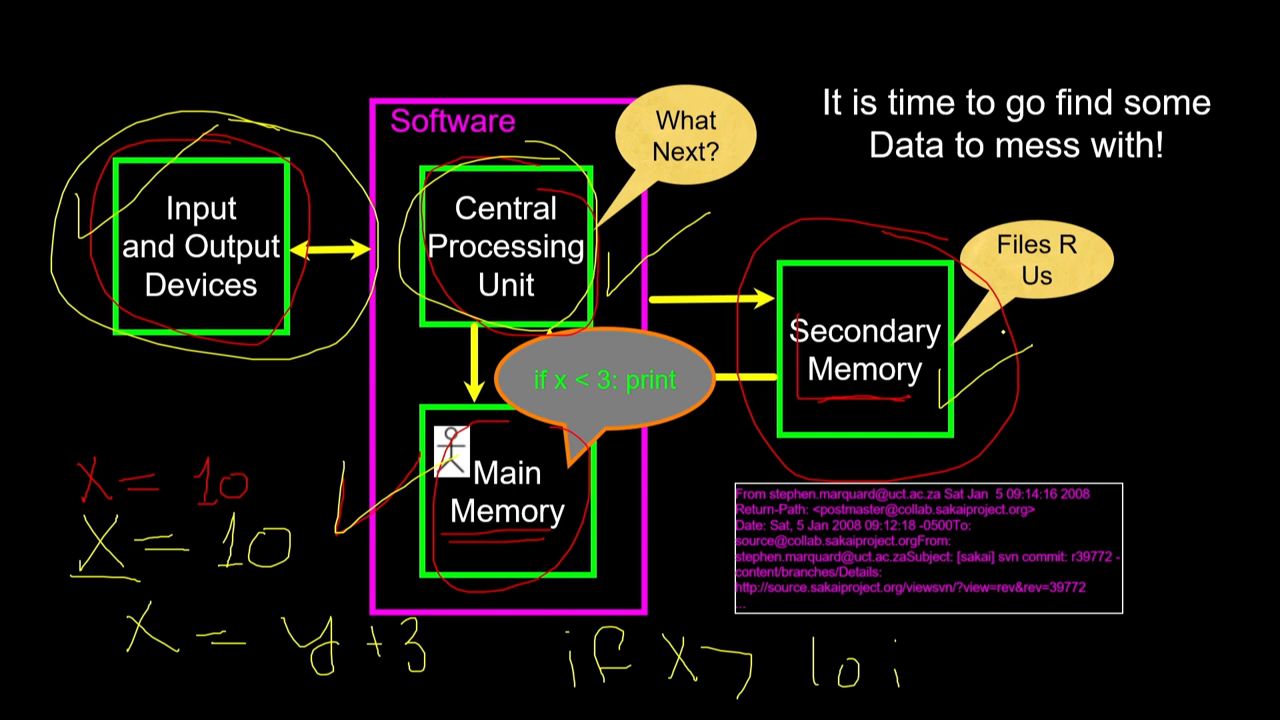 It is time to go find some
Data to mess with!
Software
What
Next?
Input
and Output
Devices
Central
Processing
Unit
Files R
Us
Secondary
Memory
if x < 3: print
Main
Memory
X = 10
X = 10
X = y + 3
if X > 10 :
From stephen.marquard@uct.ac.za Sat Jan 5 09:14:16 2008
Return-Path: <postmaster@collab.sakaiproject.org>
Date: Sat, 5 Jan 2008 09:12:18 -0500To:
source@collab.sakaiproject.orgFrom:
stephen.marquard@uct.ac.zaSubject: [sakai] svn commit: r39772 -
content/branches/Details:
http://source.sakaiproject.org/viewsvn/?view=rev&rev=39772
...